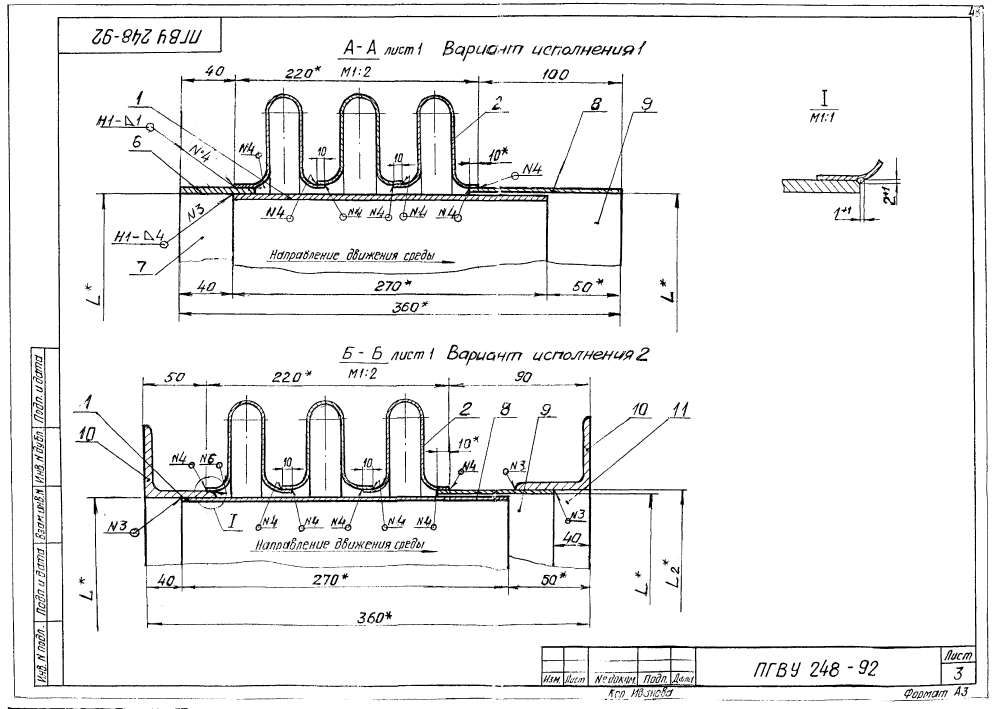 48
ПГВУ 248-92
А-А лист 1 Вариант исполнения 1
М1:2
40
220*
100
1
Н1-⊿1
6
N4
N4
10
10
10*
N4
2
8
9
N3
N4
N4
N4
N4
N4
Н1-⊿4
7
Направление движения среды
L*
L*
40
270*
50*
360*
I
М1:1
1+1
2±1
Б-Б лист 1 Вариант исполнения 2
М1:2
50
220*
90
1
10
N4
N6
10
10
10*
N4
2
8
9
N3
10
11
N3
I
N4
N4
N4
N4
N4
N3
Направление движения среды
40
L*
L*
L2*
40
270*
50*
360*
Инв. N подл.
Подп. и дата
Взам. инв. N
Инв. N дубл.
Подп. и дата
Изм.
Лист
№ докум.
Подп.
Дата
ПГВУ 248-92
Лист
3
Коп. Иванова
Формат А3